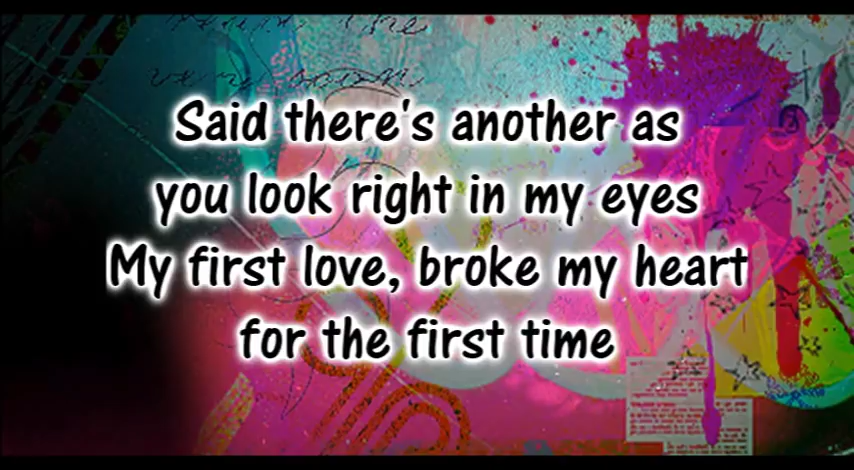 Said there's another as
you look right in my eyes
My first love, broke my heart
for the first time